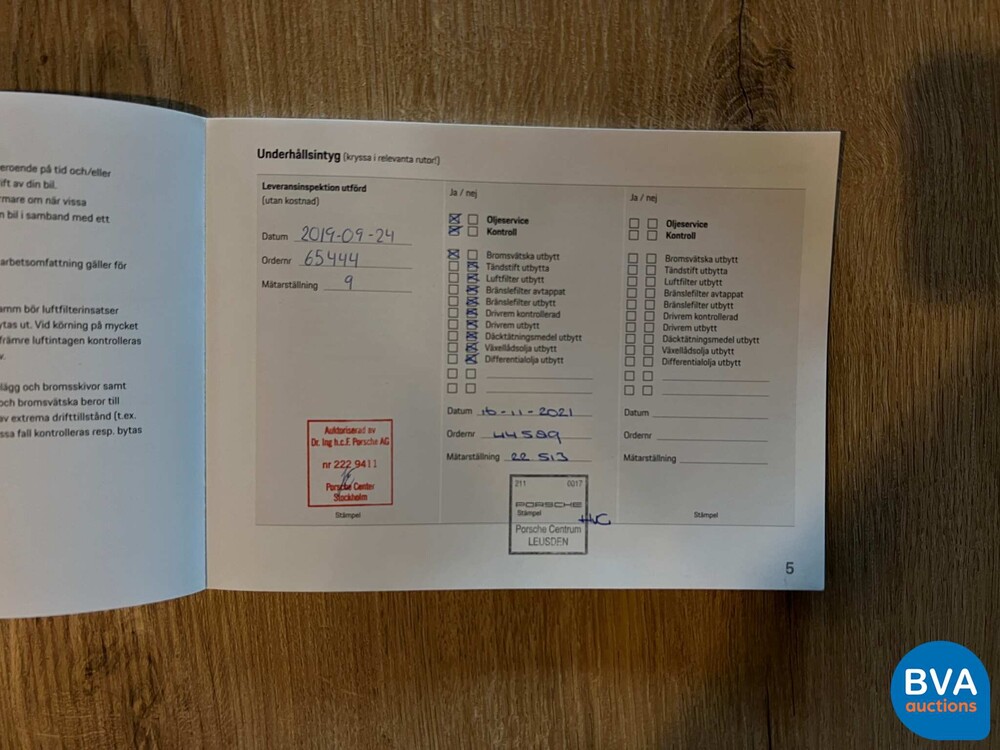 eroende på tid och/eller
ift av din bil.
rmare om när vissa
n bil i samband med ett
arbetsomfattning gäller för
amm bör luftfilterinsatser
ytas ut. Vid körning på mycket
främre luftintagen kontrolleras
v.
lägg och bromsskivor samt
och bromsvätska beror till
av extrema drifttillstånd (t.ex.
ssa fall kontrolleras resp. bytas
Underhållsintyg (kryssa i relevanta rutor!)
Leveransinspektion utförd
(utan kostnad)
Datum 2019-09-24
Ordernr 65444
Mätarställning 9
Auktoriserad av
Dr. Ing h.c.F. Porsche AG
nr 222 9411
Porsche Center
Stockholm
Stämpel
Ja / nej
Oljeservice
Kontroll
Bromsvätska utbytt
Tändstift utbytta
Luftfilter utbytt
Bränslefilter avtappat
Bränslefilter utbytt
Drivrem kontrollerad
Drivrem utbytt
Däcktätningsmedel utbytt
Växellådsolja utbytt
Differentialolja utbytt
Datum 16-11-2021
Ordernr 44589
Mätarställning 22 513
211 0017
PORSCHE
Stämpel
Porsche Centrum
LEUSDEN
Ja / nej
Oljeservice
Kontroll
Bromsvätska utbytt
Tändstift utbytta
Luftfilter utbytt
Bränslefilter avtappat
Bränslefilter utbytt
Drivrem kontrollerad
Drivrem utbytt
Däcktätningsmedel utbytt
Växellådsolja utbytt
Differentialolja utbytt
Datum
Ordernr
Mätarställning
Stämpel
5
BVA
auctions